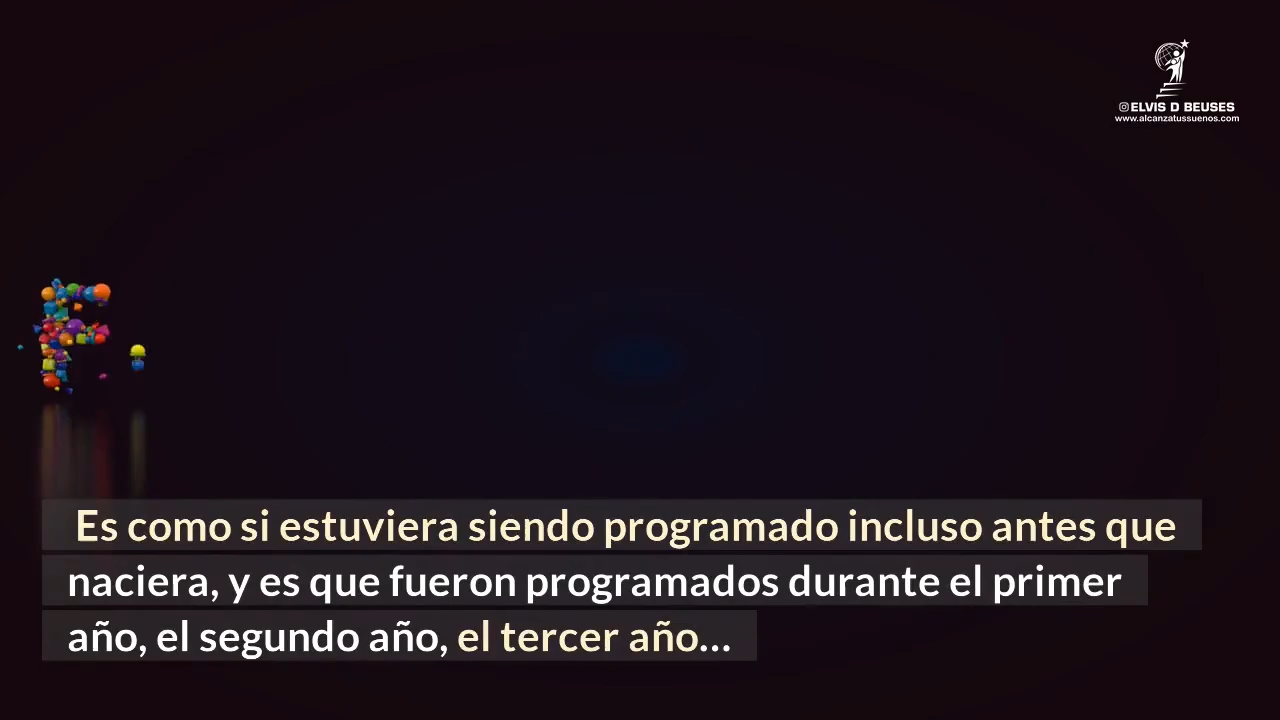 ELVIS D BEUSES
www.alcanzatussuenos.com
F
Es como si estuviera siendo programado incluso antes que
naciera, y es que fueron programados durante el primer
año, el segundo año, el tercer año...